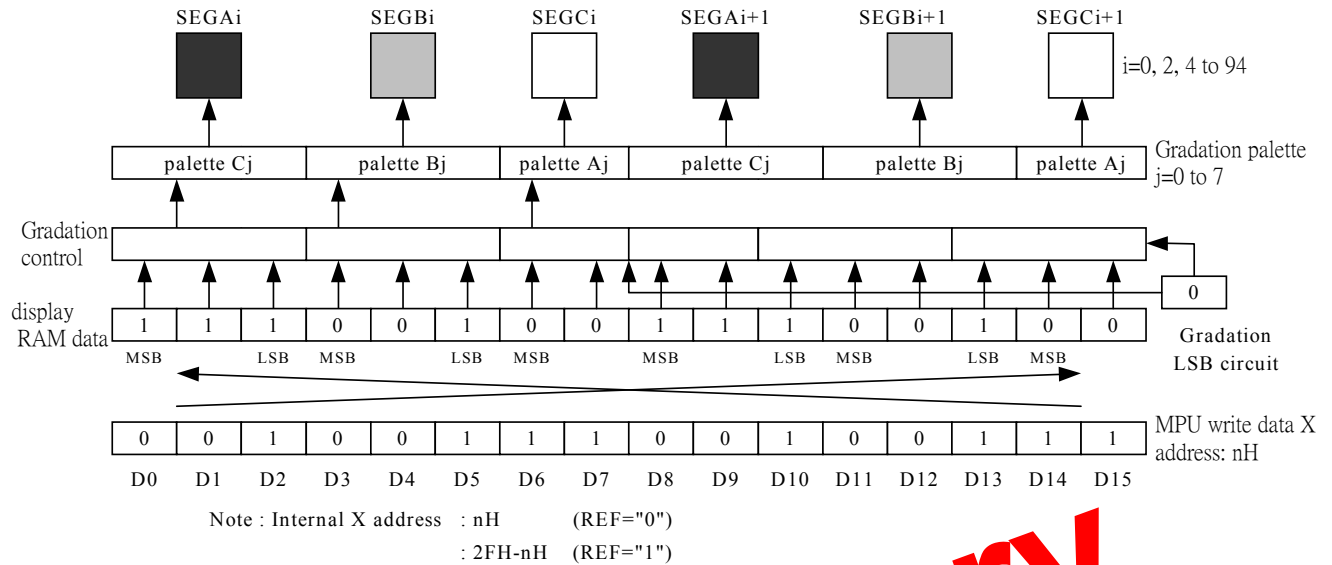 SEGAi SEGBi SEGCi SEGAi+1 SEGBi+1 SEGCi+1
i=0, 2, 4 to 94
palette Cj palette Bj palette Aj palette Cj palette Bj palette Aj
Gradation palette
j=0 to 7
Gradation
control
0
display
RAM data
1 1 1 0 0 1 0 0 1 1 1 0 0 1 0 0
MSB LSB MSB LSB MSB MSB LSB MSB LSB MSB
Gradation
LSB circuit
0 0 1 0 0 1 1 1 0 0 1 0 0 1 1 1
MPU write data X
address: nH
D0 D1 D2 D3 D4 D5 D6 D7 D8 D9 D10 D11 D12 D13 D14 D15
Note : Internal X address : nH (REF="0")
: 2FH-nH (REF="1")